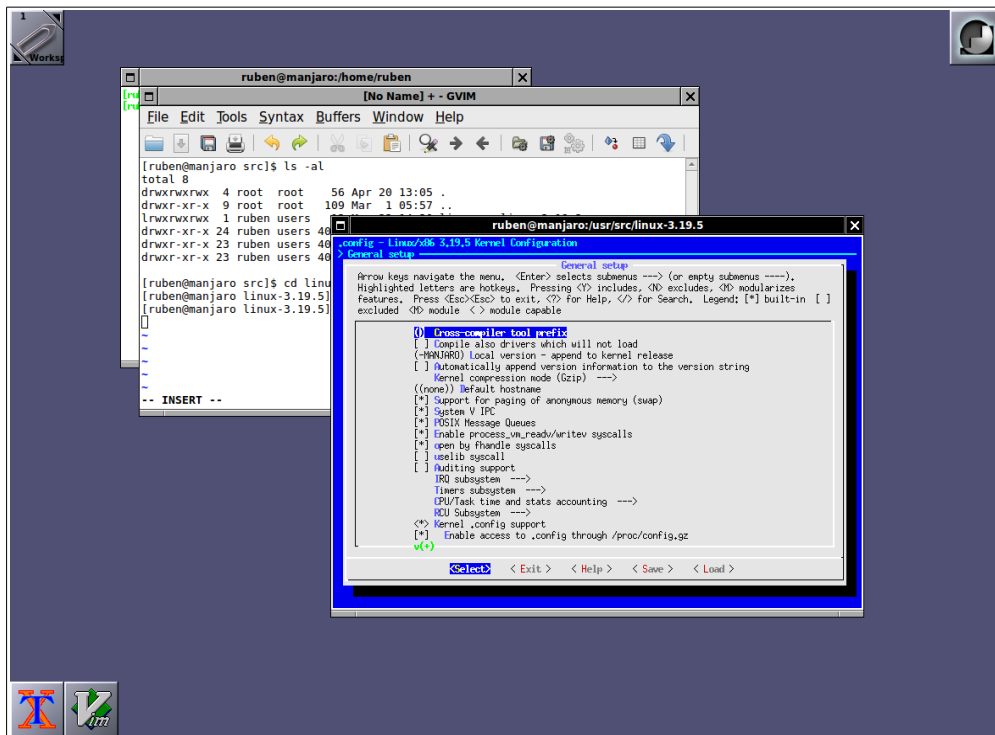 1
Works
ruben@manjaro:/home/ruben
[ru
[ru
[No Name] + - GVIM
File Edit Tools Syntax Buffers Window Help
[ruben@manjaro src]$ ls -al
total 8
drwxrwxrwx 4 root root 56 Apr 20 13:05 .
drwxr-xr-x 9 root root 109 Mar 1 05:57 ..
lrwxrwxrwx 1 ruben users
drwxr-xr-x 24 ruben users 40
drwxr-xr-x 23 ruben users 40
drwxr-xr-x 23 ruben users 40
[ruben@manjaro src]$ cd linu
[ruben@manjaro linux-3.19.5]
[ruben@manjaro linux-3.19.5]
~
~
~
~
~
-- INSERT --
ruben@manjaro:/usr/src/linux-3.19.5
.config - Linux/x86 3.19.5 Kernel Configuration
> General setup
General setup
Arrow keys navigate the menu. <Enter> selects submenus ---> (or empty submenus ----).
Highlighted letters are hotkeys. Pressing <Y> includes, <N> excludes, <M> modularizes
features. Press <Esc><Esc> to exit, <?> for Help, </> for Search. Legend: [*] built-in [ ]
excluded <M> module < > module capable
() Cross-compiler tool prefix
[ ] Compile also drivers which will not load
(-MANJARO) Local version - append to kernel release
[ ] Automatically append version information to the version string
Kernel compression mode (Gzip) --->
((none)) Default hostname
[*] Support for paging of anonymous memory (swap)
[*] System V IPC
[*] POSIX Message Queues
[*] Enable process_vm_readv/writev syscalls
[*] open by fhandle syscalls
[ ] uselib syscall
[ ] Auditing support
IRQ subsystem --->
Timers subsystem --->
CPU/Task time and stats accounting --->
RCU Subsystem --->
<*> Kernel .config support
[*] Enable access to .config through /proc/config.gz
v(+)
<Select> < Exit > < Help > < Save > < Load >
XT
Vim